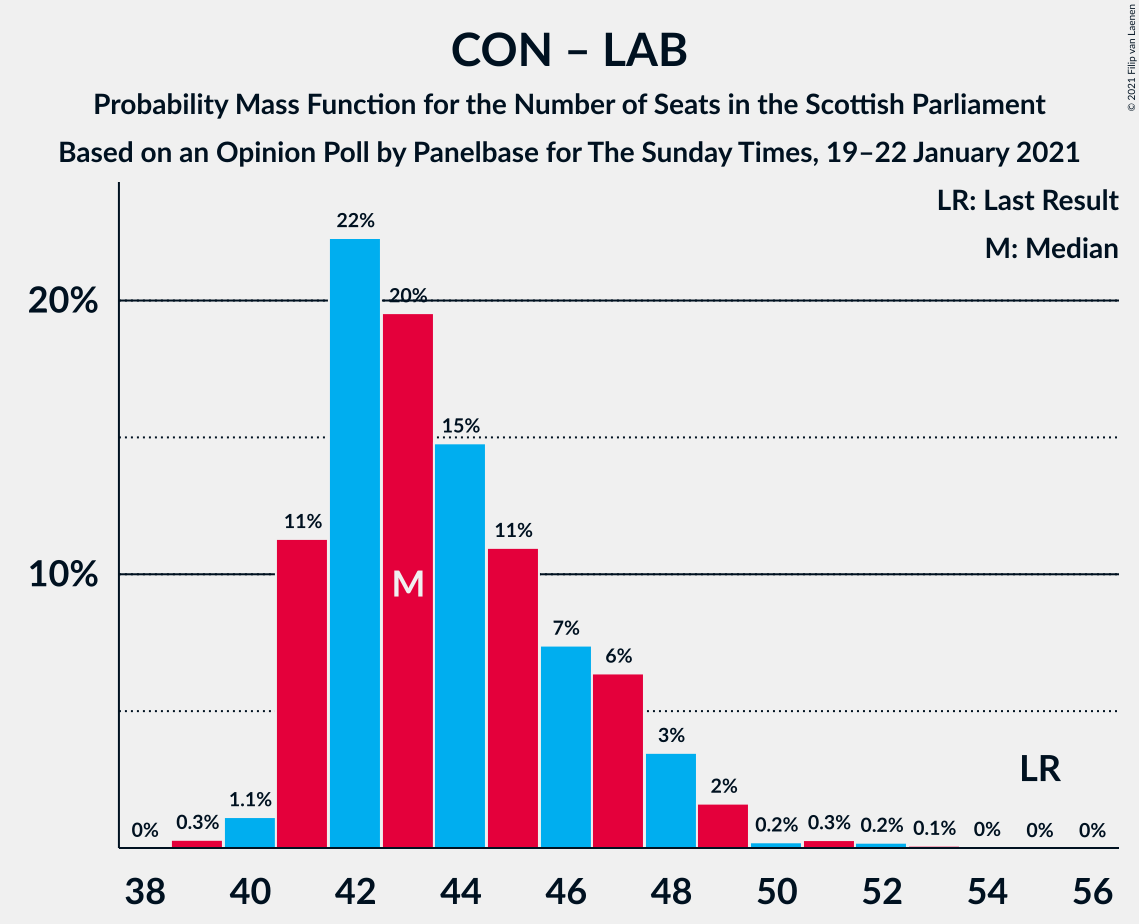 CON – LAB
Probability Mass Function for the Number of Seats in the Scottish Parliament
Based on an Opinion Poll by Panelbase for The Sunday Times, 19–22 January 2021
© 2021 Filip van Laenen
LR: Last Result
M: Median
20%
10%
0%
0.3%
1.1%
11%
22%
20%
15%
11%
7%
6%
3%
2%
0.2%
0.3%
0.2%
0.1%
0%
0%
0%
M
LR
38 40 42 44 46 48 50 52 54 56